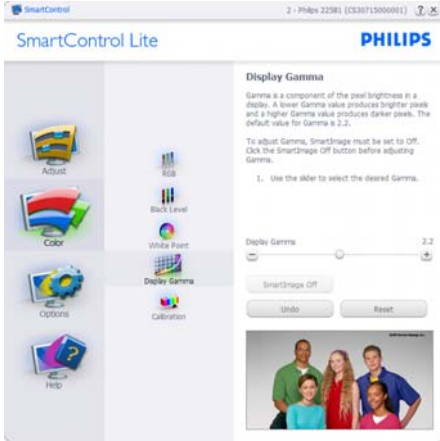 SmartControl
2 - Philips 225B1 (CS30715000001)
? X
SmartControl Lite
PHILIPS
Adjust
Color
Options
Help
RGB
Black Level
White Point
Display Gamma
Calibration
Display Gamma
Gamma is a component of the pixel brightness in a
display. A lower Gamma value produces brighter pixels
and a higher Gamma value produces darker pixels. The
default value for Gamma is 2.2.
To adjust Gamma, SmartImage must be set to Off.
Click the SmartImage Off button before adjusting
Gamma.
1. Use the slider to select the desired Gamma.
Display Gamma 2.2
SmartImage Off
Undo
Reset